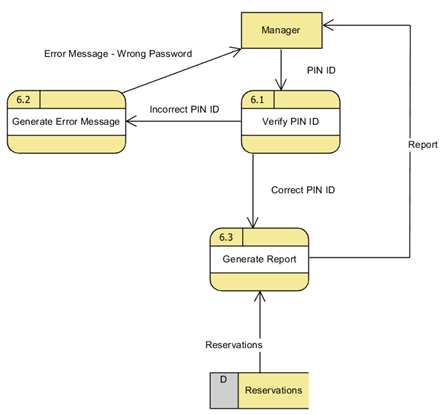 Manager
Error Message - Wrong Password
PIN ID
6.2
Generate Error Message
Incorrect PIN ID
6.1
Verify PIN ID
Report
Correct PIN ID
6.3
Generate Report
Reservations
D
Reservations